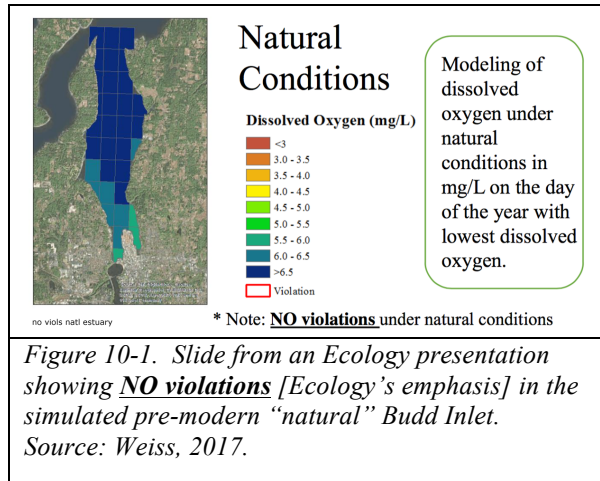 Natural
Conditions
Dissolved Oxygen (mg/L)
<3
3.0 - 3.5
3.5 - 4.0
4.0 - 4.5
4.5 - 5.0
5.0 - 5.5
5.5 - 6.0
6.0 - 6.5
>6.5
Violation
Modeling of
dissolved
oxygen under
natural
conditions in
mg/L on the day
of the year with
lowest dissolved
oxygen.
no viols natl estuary
* Note: NO violations under natural conditions
Figure 10-1. Slide from an Ecology presentation
showing NO violations [Ecology’s emphasis] in the
simulated pre-modern “natural” Budd Inlet.
Source: Weiss, 2017.